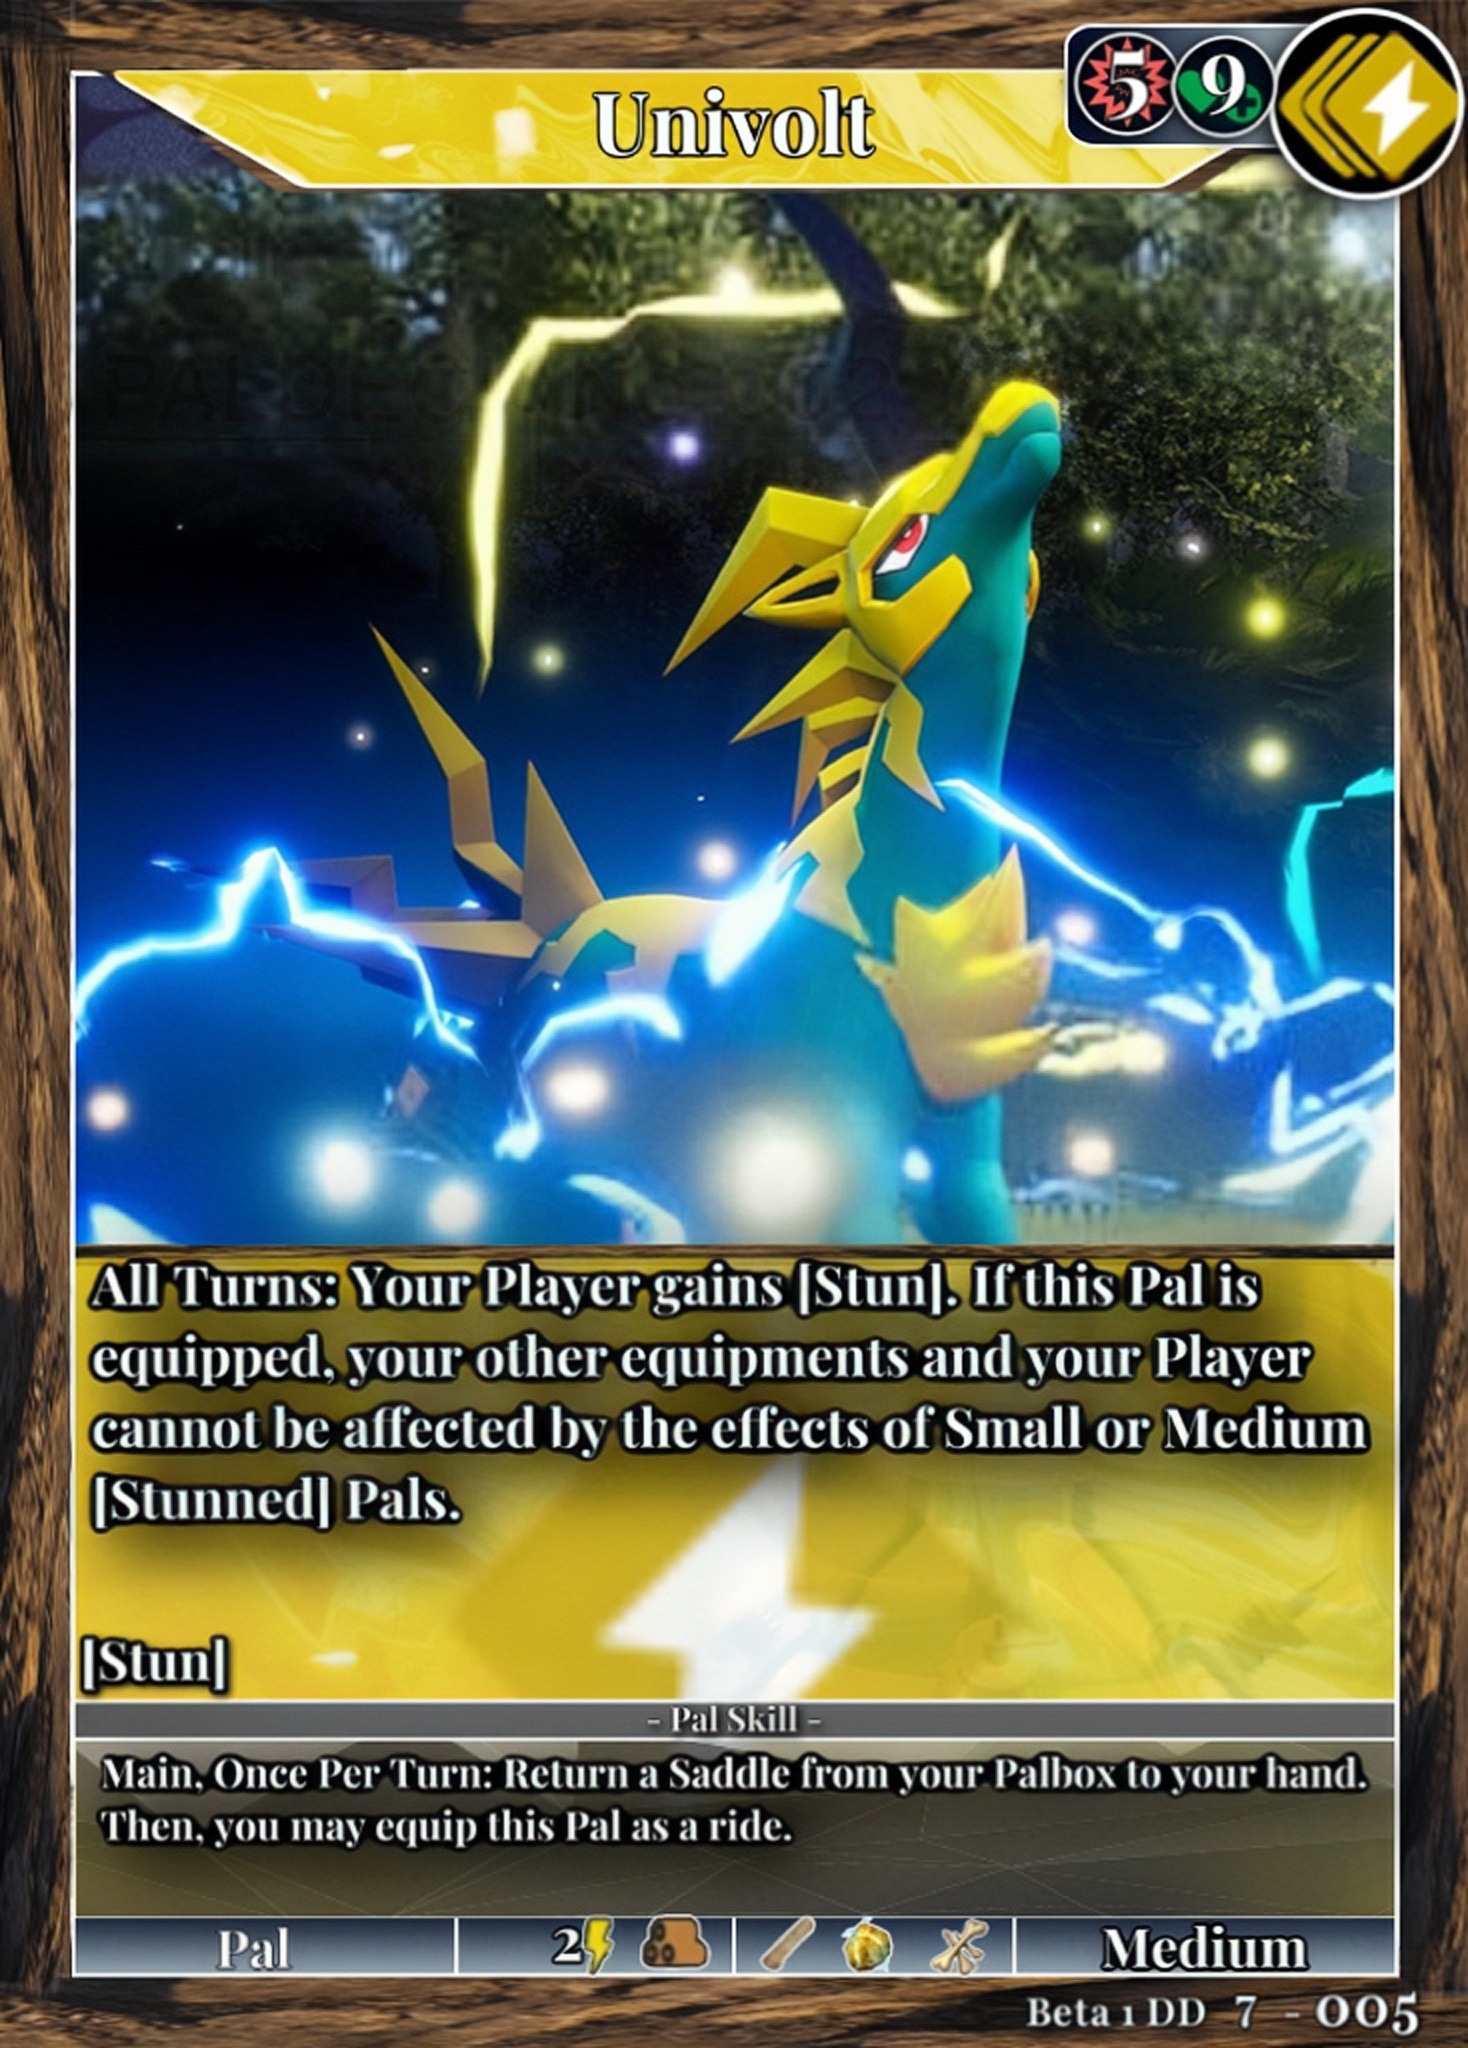 Univolt
5 9
All Turns: Your Player gains [Stun]. If this Pal is
equipped, your other equipments and your Player
cannot be affected by the effects of Small or Medium
[Stunned] Pals.
[Stun]
- Pal Skill -
Main, Once Per Turn: Return a Saddle from your Palbox to your hand.
Then, you may equip this Pal as a ride.
Pal 2 Medium
Beta 1 DD 7 - 005